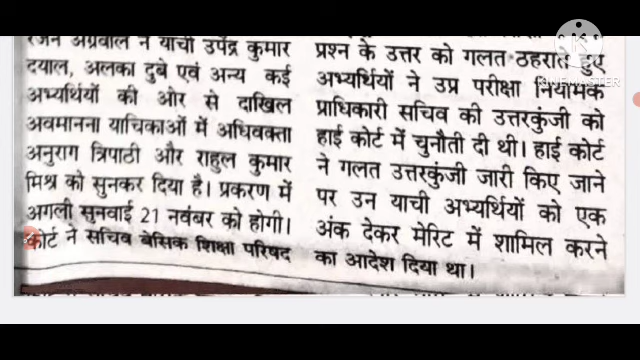 रंजन अग्रवाल ने याची उपेंद्र कुमार
दयाल, अलका दुबे एवं अन्य कई
अभ्यर्थियों की ओर से दाखिल
अवमानना याचिकाओं में अधिवक्ता
अनुराग त्रिपाठी और राहुल कुमार
मिश्र को सुनकर दिया है। प्रकरण में
अगली सुनवाई 21 नवंबर को होगी।
कोर्ट ने सचिव बेसिक शिक्षा परिषद
प्रश्न के उत्तर को गलत ठहराते हुए
अभ्यर्थियों ने उप्र परीक्षा नियामक
प्राधिकारी सचिव की उत्तरकुंजी को
हाई कोर्ट में चुनौती दी थी। हाई कोर्ट
ने गलत उत्तरकुंजी जारी किए जाने
पर उन याची अभ्यर्थियों को एक
अंक देकर मेरिट में शामिल करने
का आदेश दिया था।
KINEMASTER